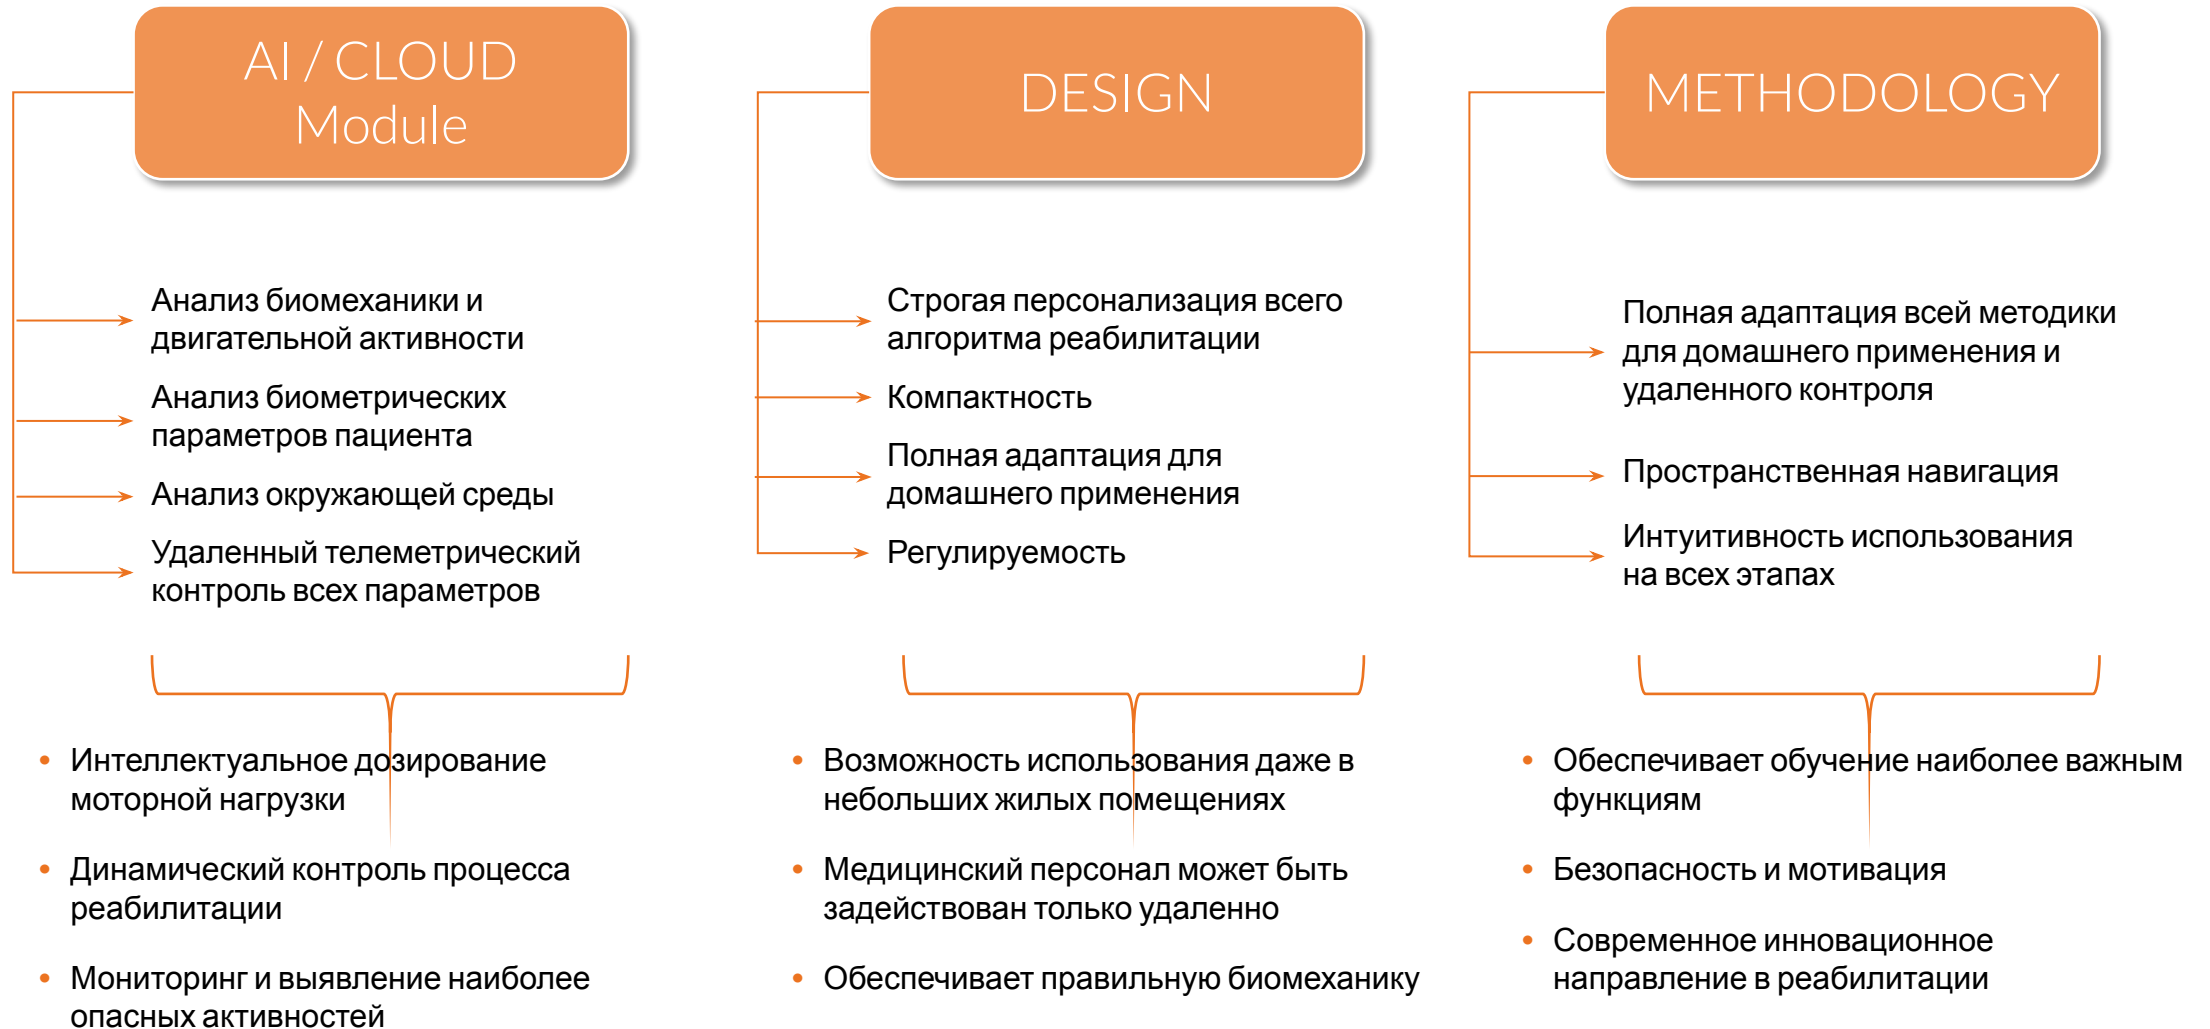 AI / CLOUD
Module
Анализ биомеханики и
двигательной активности
Анализ биометрических
параметров пациента
Анализ окружающей среды
Удаленный телеметрический
контроль всех параметров
• Интеллектуальное дозирование
моторной нагрузки
• Динамический контроль процесса
реабилитации
• Мониторинг и выявление наиболее
опасных активностей
DESIGN
Строгая персонализация всего
алгоритма реабилитации
Компактность
Полная адаптация для
домашнего применения
Регулируемость
• Возможность использования даже в
небольших жилых помещениях
• Медицинский персонал может быть
задействован только удаленно
• Обеспечивает правильную биомеханику
METHODOLOGY
Полная адаптация всей методики
для домашнего применения и
удаленного контроля
Пространственная навигация
Интуитивность использования
на всех этапах
• Обеспечивает обучение наиболее важным
функциям
• Безопасность и мотивация
• Современное инновационное
направление в реабилитации